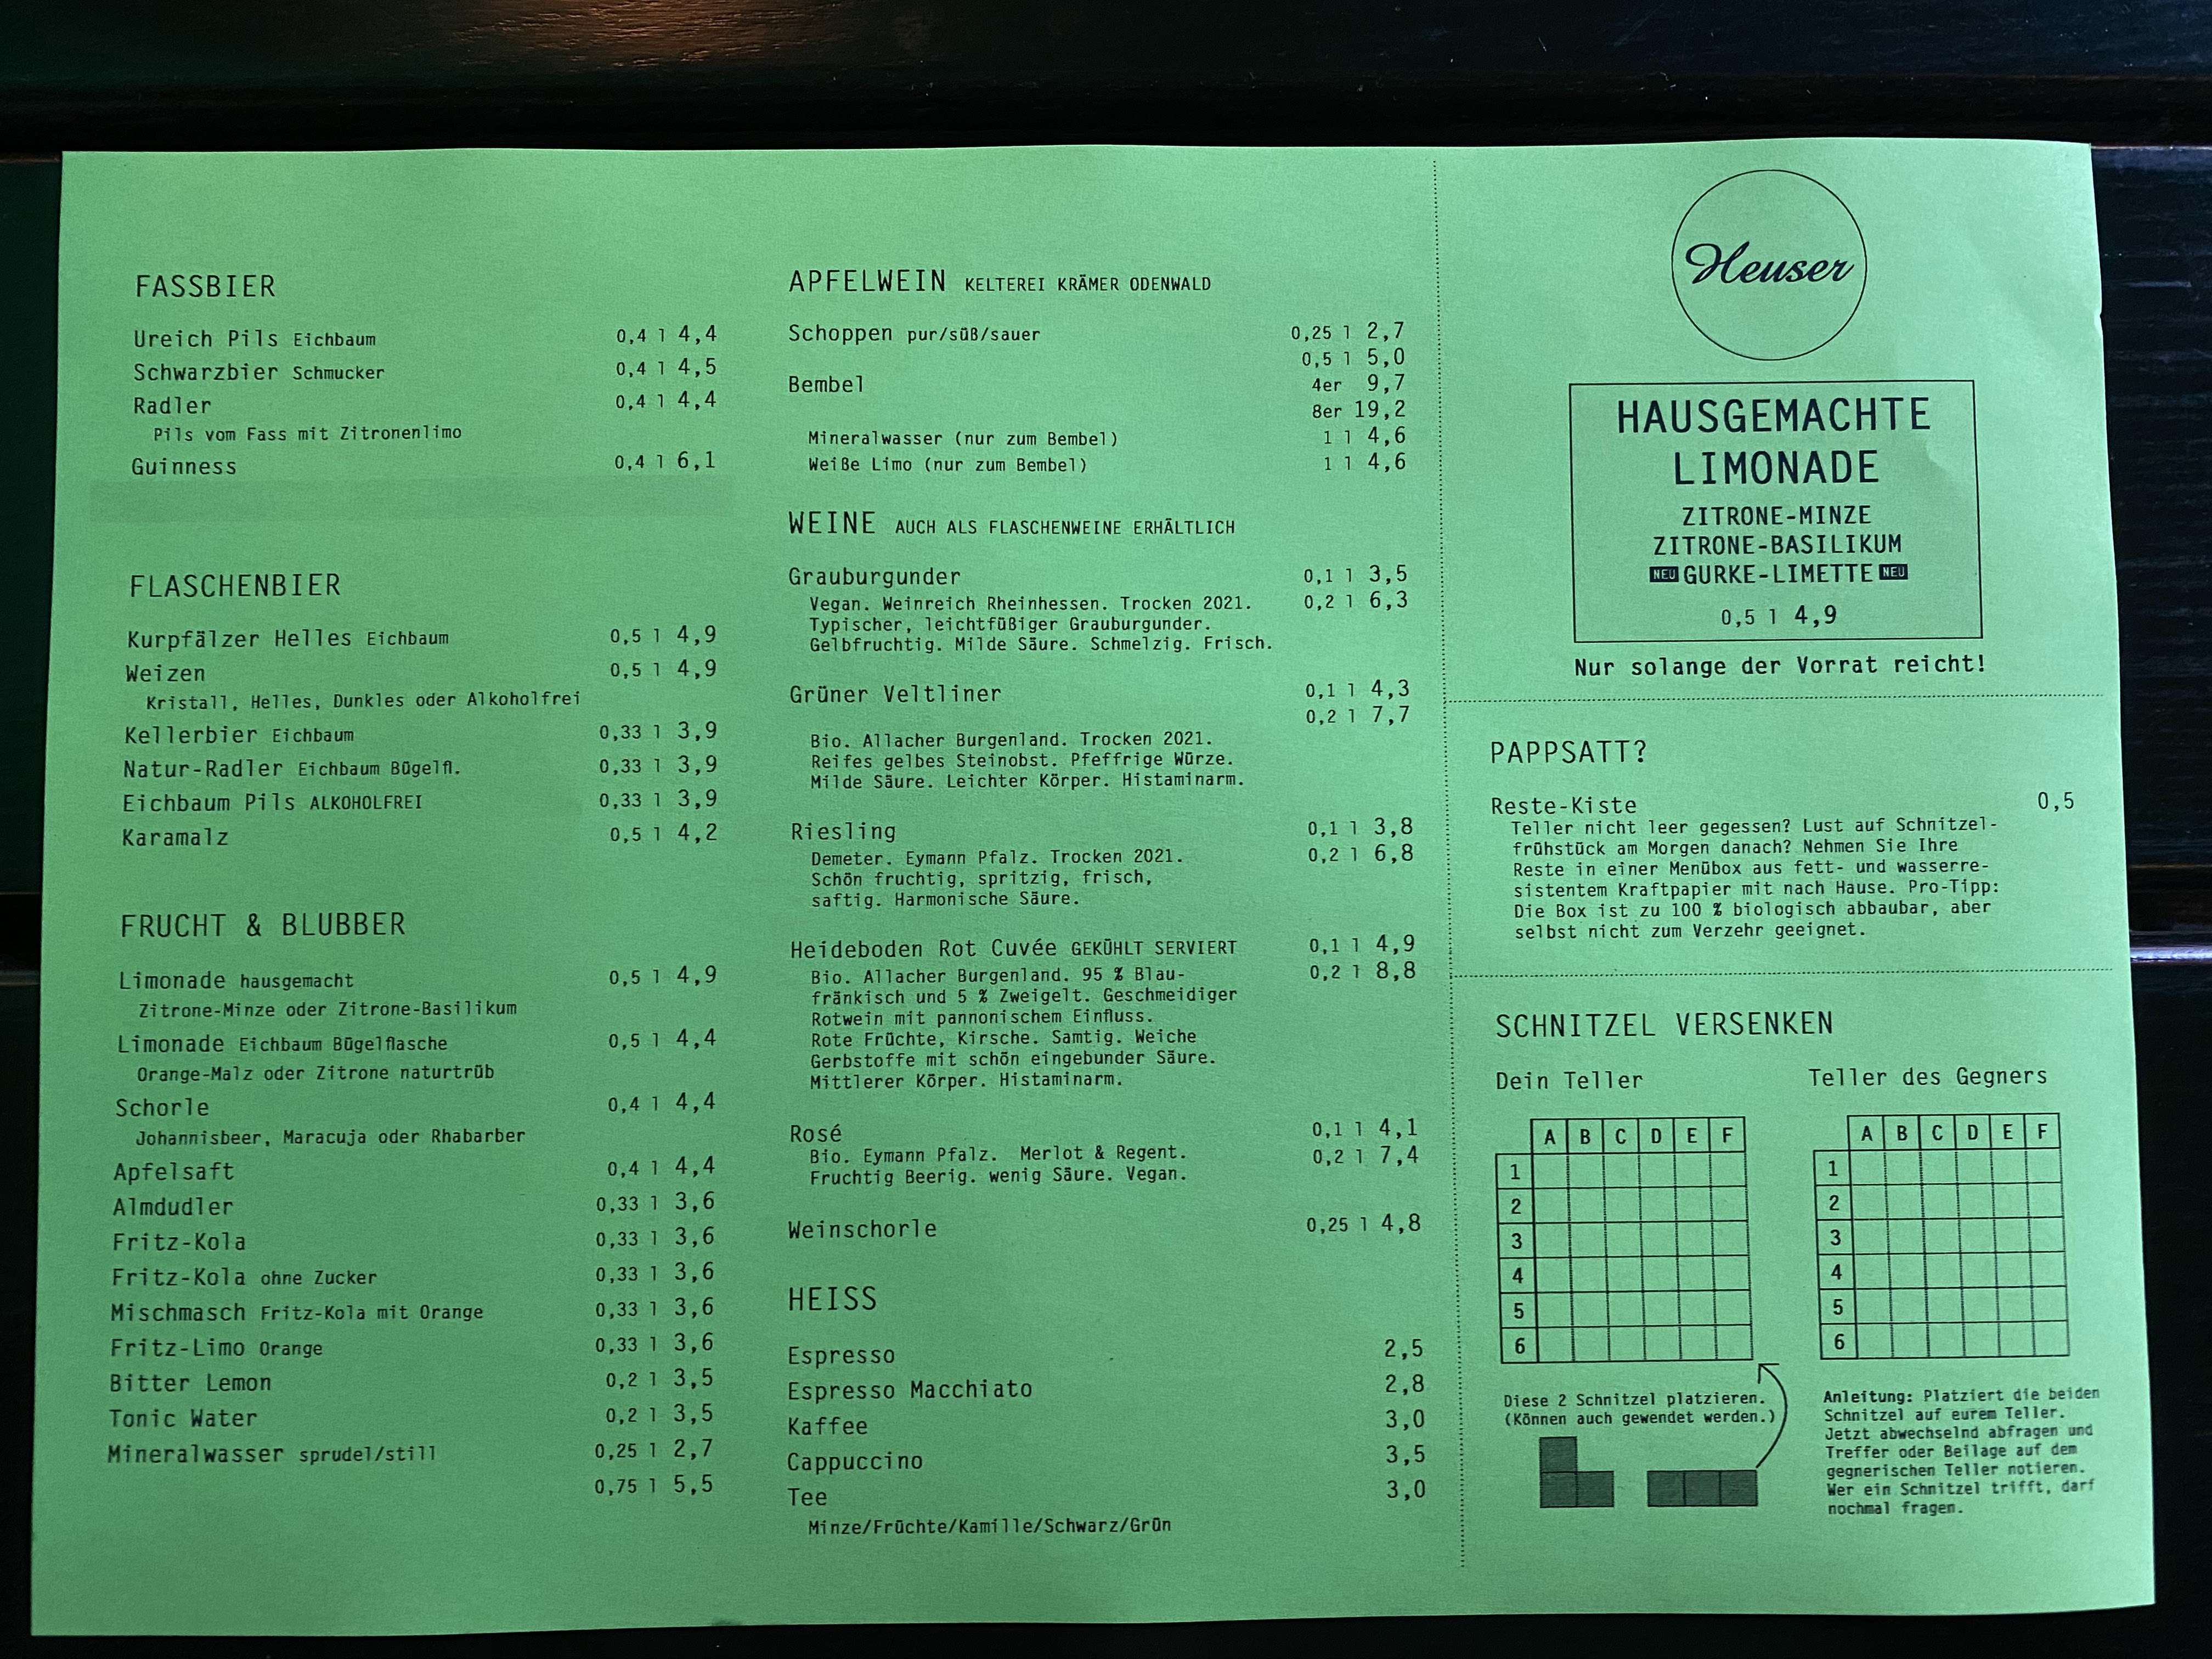 FASSBIER
Ureich Pils Eichbaum 0,4 l 4,4
Schwarzbier Schmucker 0,4 l 4,5
Radler 0,4 l 4,4
Pils vom Fass mit Zitronenlimo
Guinness 0,4 l 6,1
FLASCHENBIER
Kurpfälzer Helles Eichbaum 0,5 l 4,9
Weizen 0,5 l 4,9
Kristall, Helles, Dunkles oder Alkoholfrei
Kellerbier Eichbaum 0,33 l 3,9
Natur-Radler Eichbaum Bügelfl. 0,33 l 3,9
Eichbaum Pils ALKOHOLFREI 0,33 l 3,9
Karamalz 0,5 l 4,2
FRUCHT & BLUBBER
Limonade hausgemacht 0,5 l 4,9
Zitrone-Minze oder Zitrone-Basilikum
Limonade Eichbaum Bügelflasche 0,5 l 4,4
Orange-Malz oder Zitrone naturtrüb
Schorle 0,4 l 4,4
Johannisbeer, Maracuja oder Rhabarber
Apfelsaft 0,4 l 4,4
Almdudler 0,33 l 3,6
Fritz-Kola 0,33 l 3,6
Fritz-Kola ohne Zucker 0,33 l 3,6
Mischmasch Fritz-Kola mit Orange 0,33 l 3,6
Fritz-Limo Orange 0,33 l 3,6
Bitter Lemon 0,2 l 3,5
Tonic Water 0,2 l 3,5
Mineralwasser sprudel/still 0,25 l 2,7
0,75 l 5,5
APFELWEIN KELTEREI KRÄMER ODENWALD
Schoppen pur/süß/sauer 0,25 l 2,7
0,5 l 5,0
Bembel 4er 9,7
8er 19,2
Mineralwasser (nur zum Bembel) 1 l 4,6
Weiße Limo (nur zum Bembel) 1 l 4,6
WEINE AUCH ALS FLASCHENWEINE ERHÄLTLICH
Grauburgunder 0,1 l 3,5
Vegan. Weinreich Rheinhessen. Trocken 2021. 0,2 l 6,3
Typischer, leichtfüßiger Grauburgunder.
Gelbfruchtig. Milde Säure. Schmelzig. Frisch.
Grüner Veltliner 0,1 l 4,3
0,2 l 7,7
Bio. Allacher Burgenland. Trocken 2021.
Reifes gelbes Steinobst. Pfeffrige Würze.
Milde Säure. Leichter Körper. Histaminarm.
Riesling 0,1 l 3,8
Demeter. Eymann Pfalz. Trocken 2021. 0,2 l 6,8
Schön fruchtig, spritzig, frisch,
saftig. Harmonische Säure.
Heideboden Rot Cuvée GEKÜHLT SERVIERT 0,1 l 4,9
Bio. Allacher Burgenland. 95 % Blau- 0,2 l 8,8
fränkisch und 5 % Zweigelt. Geschmeidiger
Rotwein mit pannonischem Einfluss.
Rote Früchte, Kirsche. Samtig. Weiche
Gerbstoffe mit schön eingebunder Säure.
Mittlerer Körper. Histaminarm.
Rosé 0,1 l 4,1
Bio. Eymann Pfalz. Merlot & Regent. 0,2 l 7,4
Fruchtig Beerig. wenig Säure. Vegan.
Weinschorle 0,25 l 4,8
HEISS
Espresso 2,5
Espresso Macchiato 2,8
Kaffee 3,0
Cappuccino 3,5
Tee 3,0
Minze/Früchte/Kamille/Schwarz/Grün
Heuser
HAUSGEMACHTE
LIMONADE
ZITRONE-MINZE
ZITRONE-BASILIKUM
NEU GURKE-LIMETTE NEU
0,5 l 4,9
Nur solange der Vorrat reicht!
PAPPSATT?
Reste-Kiste 0,5
Teller nicht leer gegessen? Lust auf Schnitzel-
frühstück am Morgen danach? Nehmen Sie Ihre
Reste in einer Menübox aus fett- und wasserre-
sistentem Kraftpapier mit nach Hause. Pro-Tipp:
Die Box ist zu 100 % biologisch abbaubar, aber
selbst nicht zum Verzehr geeignet.
SCHNITZEL VERSENKEN
Dein Teller
A B C D E F
1
2
3
4
5
6
Diese 2 Schnitzel platzieren.
(Können auch gewendet werden.)
Teller des Gegners
A B C D E F
1
2
3
4
5
6
Anleitung: Platziert die beiden
Schnitzel auf eurem Teller.
Jetzt abwechselnd abfragen und
Treffer oder Beilage auf dem
gegnerischen Teller notieren.
Wer ein Schnitzel trifft, darf
nochmal fragen.